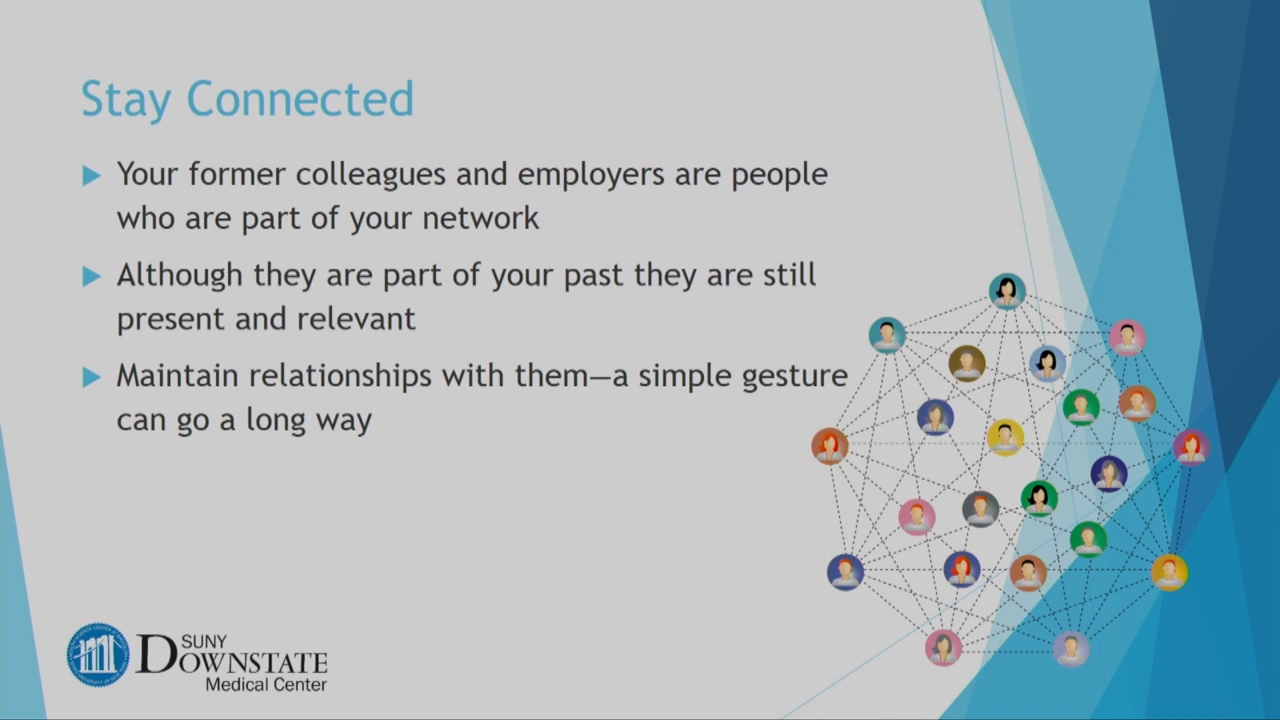 Stay Connected
Your former colleagues and employers are people
who are part of your network
Although they are part of your past they are still
present and relevant
Maintain relationships with them—a simple gesture
can go a long way
SUNY
DOWNSTATE
Medical Center